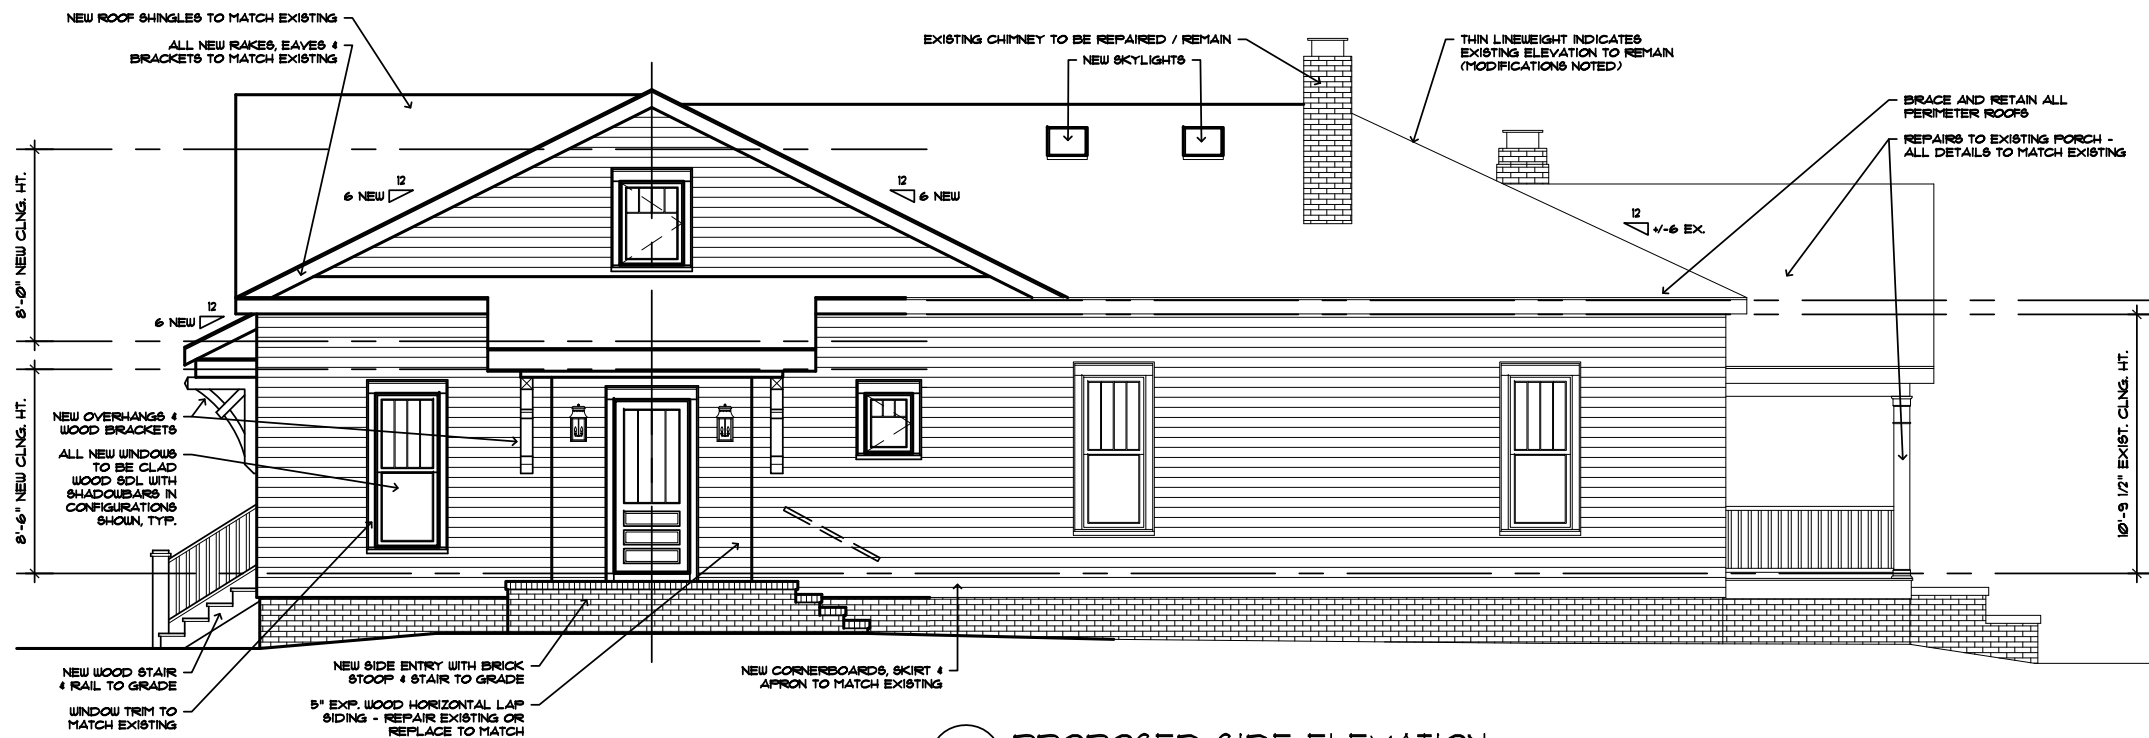 NEW ROOF SHINGLES TO MATCH EXISTING
ALL NEW RAKES, EAVES &
BRACKETS TO MATCH EXISTING
EXISTING CHIMNEY TO BE REPAIRED / REMAIN
NEW SKYLIGHTS
THIN LINEWEIGHT INDICATES
EXISTING ELEVATION TO REMAIN
(MODIFICATIONS NOTED)
BRACE AND RETAIN ALL
PERIMETER ROOFS
REPAIRS TO EXISTING PORCH -
ALL DETAILS TO MATCH EXISTING
8'-0" NEW CLNG. HT.
12
6 NEW
12
6 NEW
12
+/-6 EX.
12
6 NEW
8'-6" NEW CLNG. HT.
10'-9 1/2" EXIST. CLNG. HT.
NEW OVERHANGS &
WOOD BRACKETS
ALL NEW WINDOWS
TO BE CLAD
WOOD SDL WITH
SHADOWBARS IN
CONFIGURATIONS
SHOWN, TYP.
NEW WOOD STAIR
& RAIL TO GRADE
WINDOW TRIM TO
MATCH EXISTING
NEW SIDE ENTRY WITH BRICK
STOOP & STAIR TO GRADE
5" EXP. WOOD HORIZONTAL LAP
SIDING - REPAIR EXISTING OR
REPLACE TO MATCH
NEW CORNERBOARDS, SKIRT &
APRON TO MATCH EXISTING
PROPOSED SIDE ELEVATION